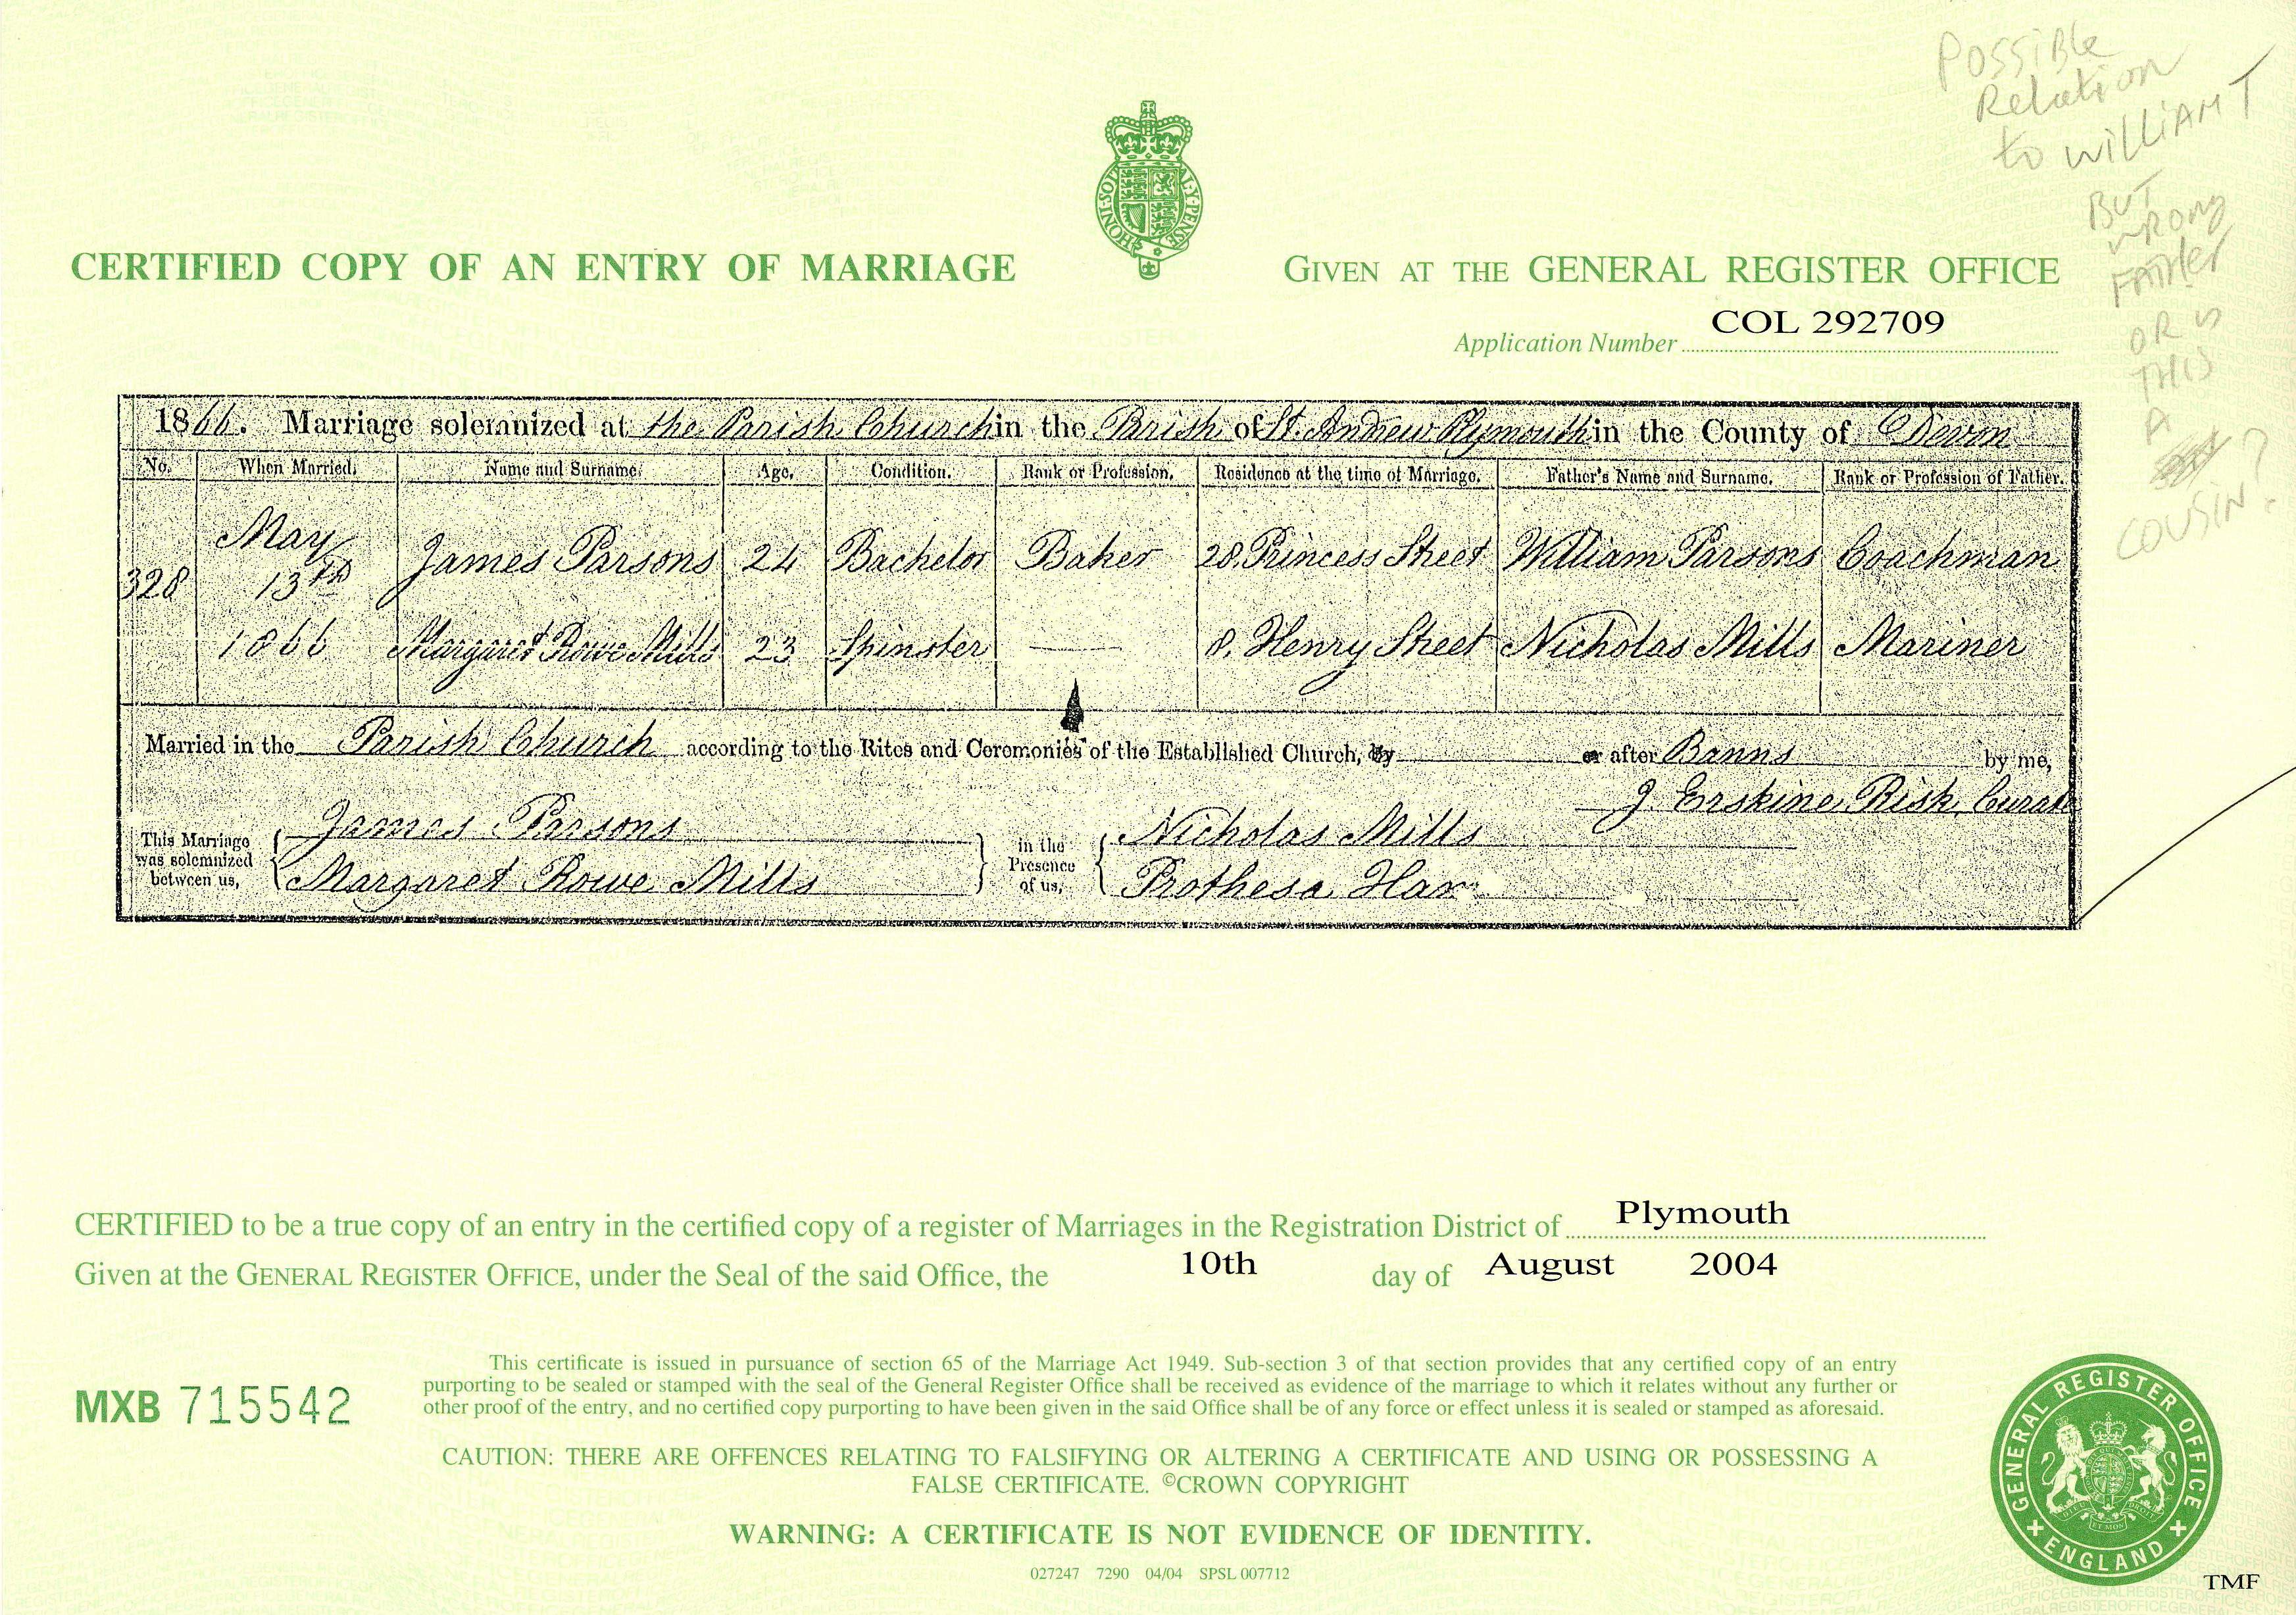 POSSiBle
Relation
to WilliAM T
BUT
wRong
FATHer
OR is
THIS
A
COUSIN?
HONI·SOI AL·Y·PENSE
CERTIFIED COPY OF AN ENTRY OF MARRIAGE
GIVEN AT THE GENERAL REGISTER OFFICE
Application Number COL 292709
1866. Marriage solemnized at the Parish Church in the Parish of St. Andrew Plymouth in the County of Devon
No. When Married. Name and Surname. Age. Condition. Rank or Profession. Residence at the time of Marriage. Father's Name and Surname. Rank or Profession of Father.
328 May 13th 1866 James Parsons 24 Bachelor Baker 28. Princess Street William Parsons Coachman
Margaret Rowe Mills 23 Spinster — 8. Henry Street Nicholas Mills Mariner
Married in the Parish Church according to the Rites and Ceremonies of the Established Church, by or after Banns by me,
J Erskine Risk, Curate
This Marriage was solemnized between us, James Parsons in the Presence of us, Nicholas Mills
Margaret Rowe Mills Prothesa Ham
CERTIFIED to be a true copy of an entry in the certified copy of a register of Marriages in the Registration District of Plymouth
Given at the GENERAL REGISTER OFFICE, under the Seal of the said Office, the 10th day of August 2004
This certificate is issued in pursuance of section 65 of the Marriage Act 1949. Sub-section 3 of that section provides that any certified copy of an entry
purporting to be sealed or stamped with the seal of the General Register Office shall be received as evidence of the marriage to which it relates without any further or
other proof of the entry, and no certified copy purporting to have been given in the said Office shall be of any force or effect unless it is sealed or stamped as aforesaid.
MXB 715542
CAUTION: THERE ARE OFFENCES RELATING TO FALSIFYING OR ALTERING A CERTIFICATE AND USING OR POSSESSING A
FALSE CERTIFICATE. ©CROWN COPYRIGHT
WARNING: A CERTIFICATE IS NOT EVIDENCE OF IDENTITY.
027247 7290 04/04 SPSL 007712
GENERAL REGISTER OFFICE
ENGLAND
TMF